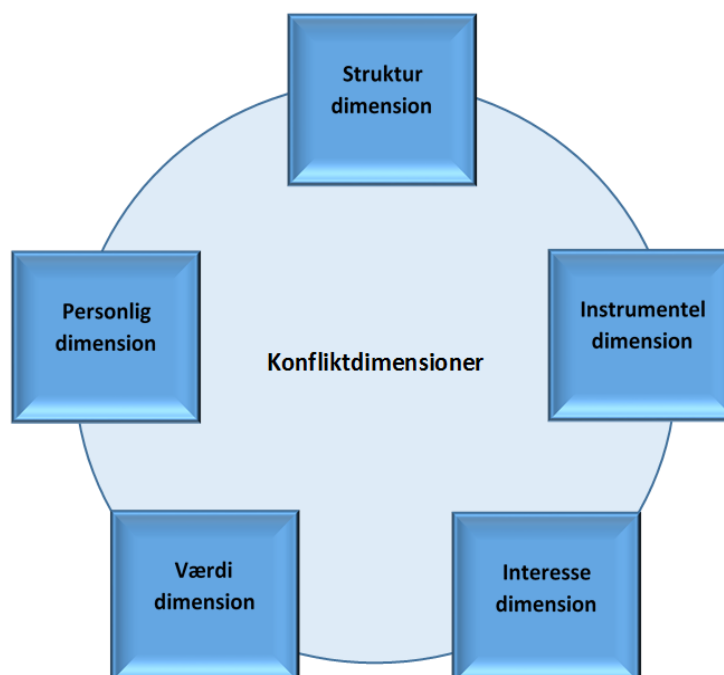 Struktur
dimension
Personlig
dimension
Instrumentel
dimension
Konfliktdimensioner
Værdi
dimension
Interesse
dimension